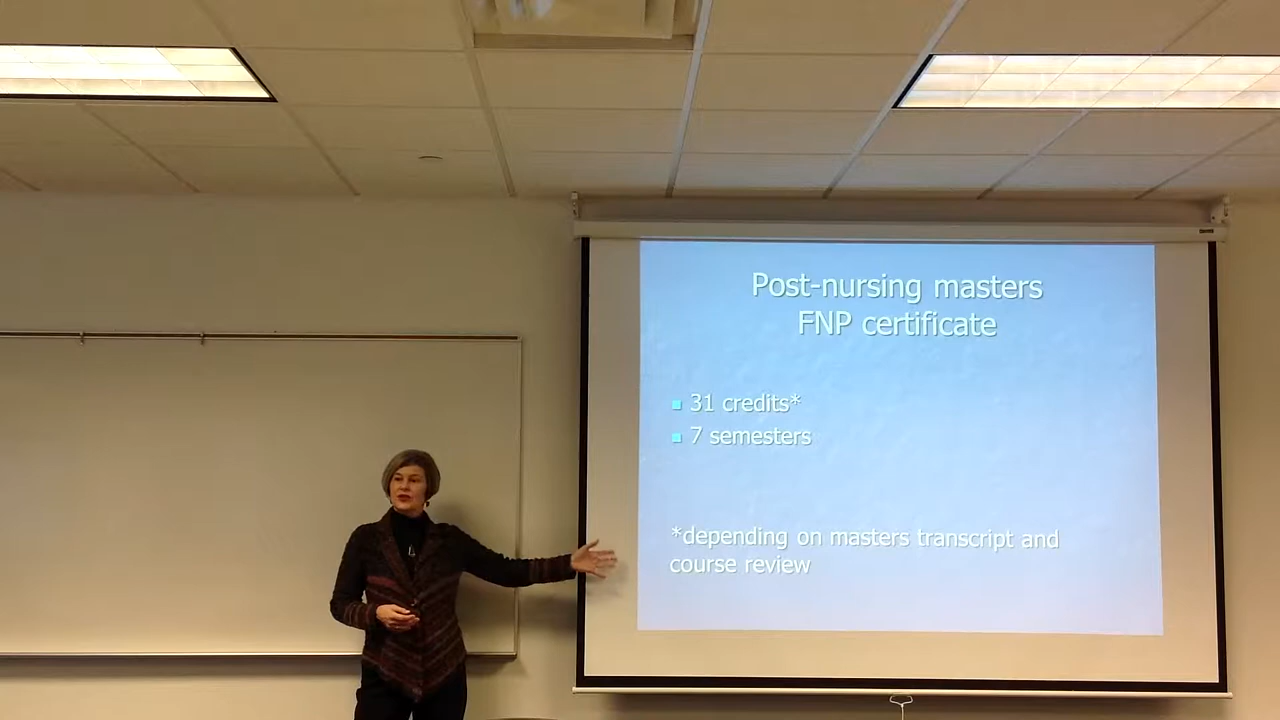 Post-nursing masters
FNP certificate
31 credits*
7 semesters
*depending on masters transcript and
course review